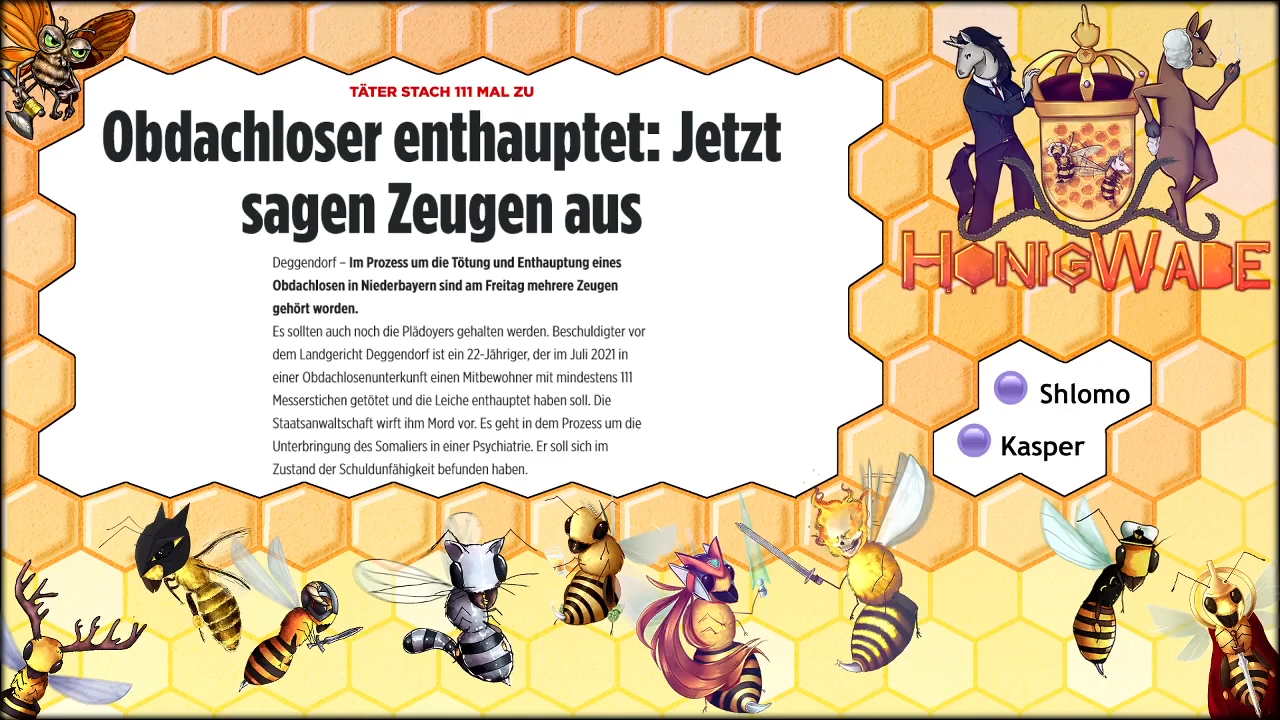 TÄTER STACH 111 MAL ZU
Obdachloser enthauptet: Jetzt
sagen Zeugen aus
Deggendorf – Im Prozess um die Tötung und Enthauptung eines
Obdachlosen in Niederbayern sind am Freitag mehrere Zeugen
gehört worden.
Es sollten auch noch die Plädoyers gehalten werden. Beschuldigter vor
dem Landgericht Deggendorf ist ein 22-Jähriger, der im Juli 2021 in
einer Obdachlosenunterkunft einen Mitbewohner mit mindestens 111
Messerstichen getötet und die Leiche enthauptet haben soll. Die
Staatsanwaltschaft wirft ihm Mord vor. Es geht in dem Prozess um die
Unterbringung des Somaliers in einer Psychiatrie. Er soll sich im
Zustand der Schuldunfähigkeit befunden haben.
HONIGWABE
Shlomo
Kasper